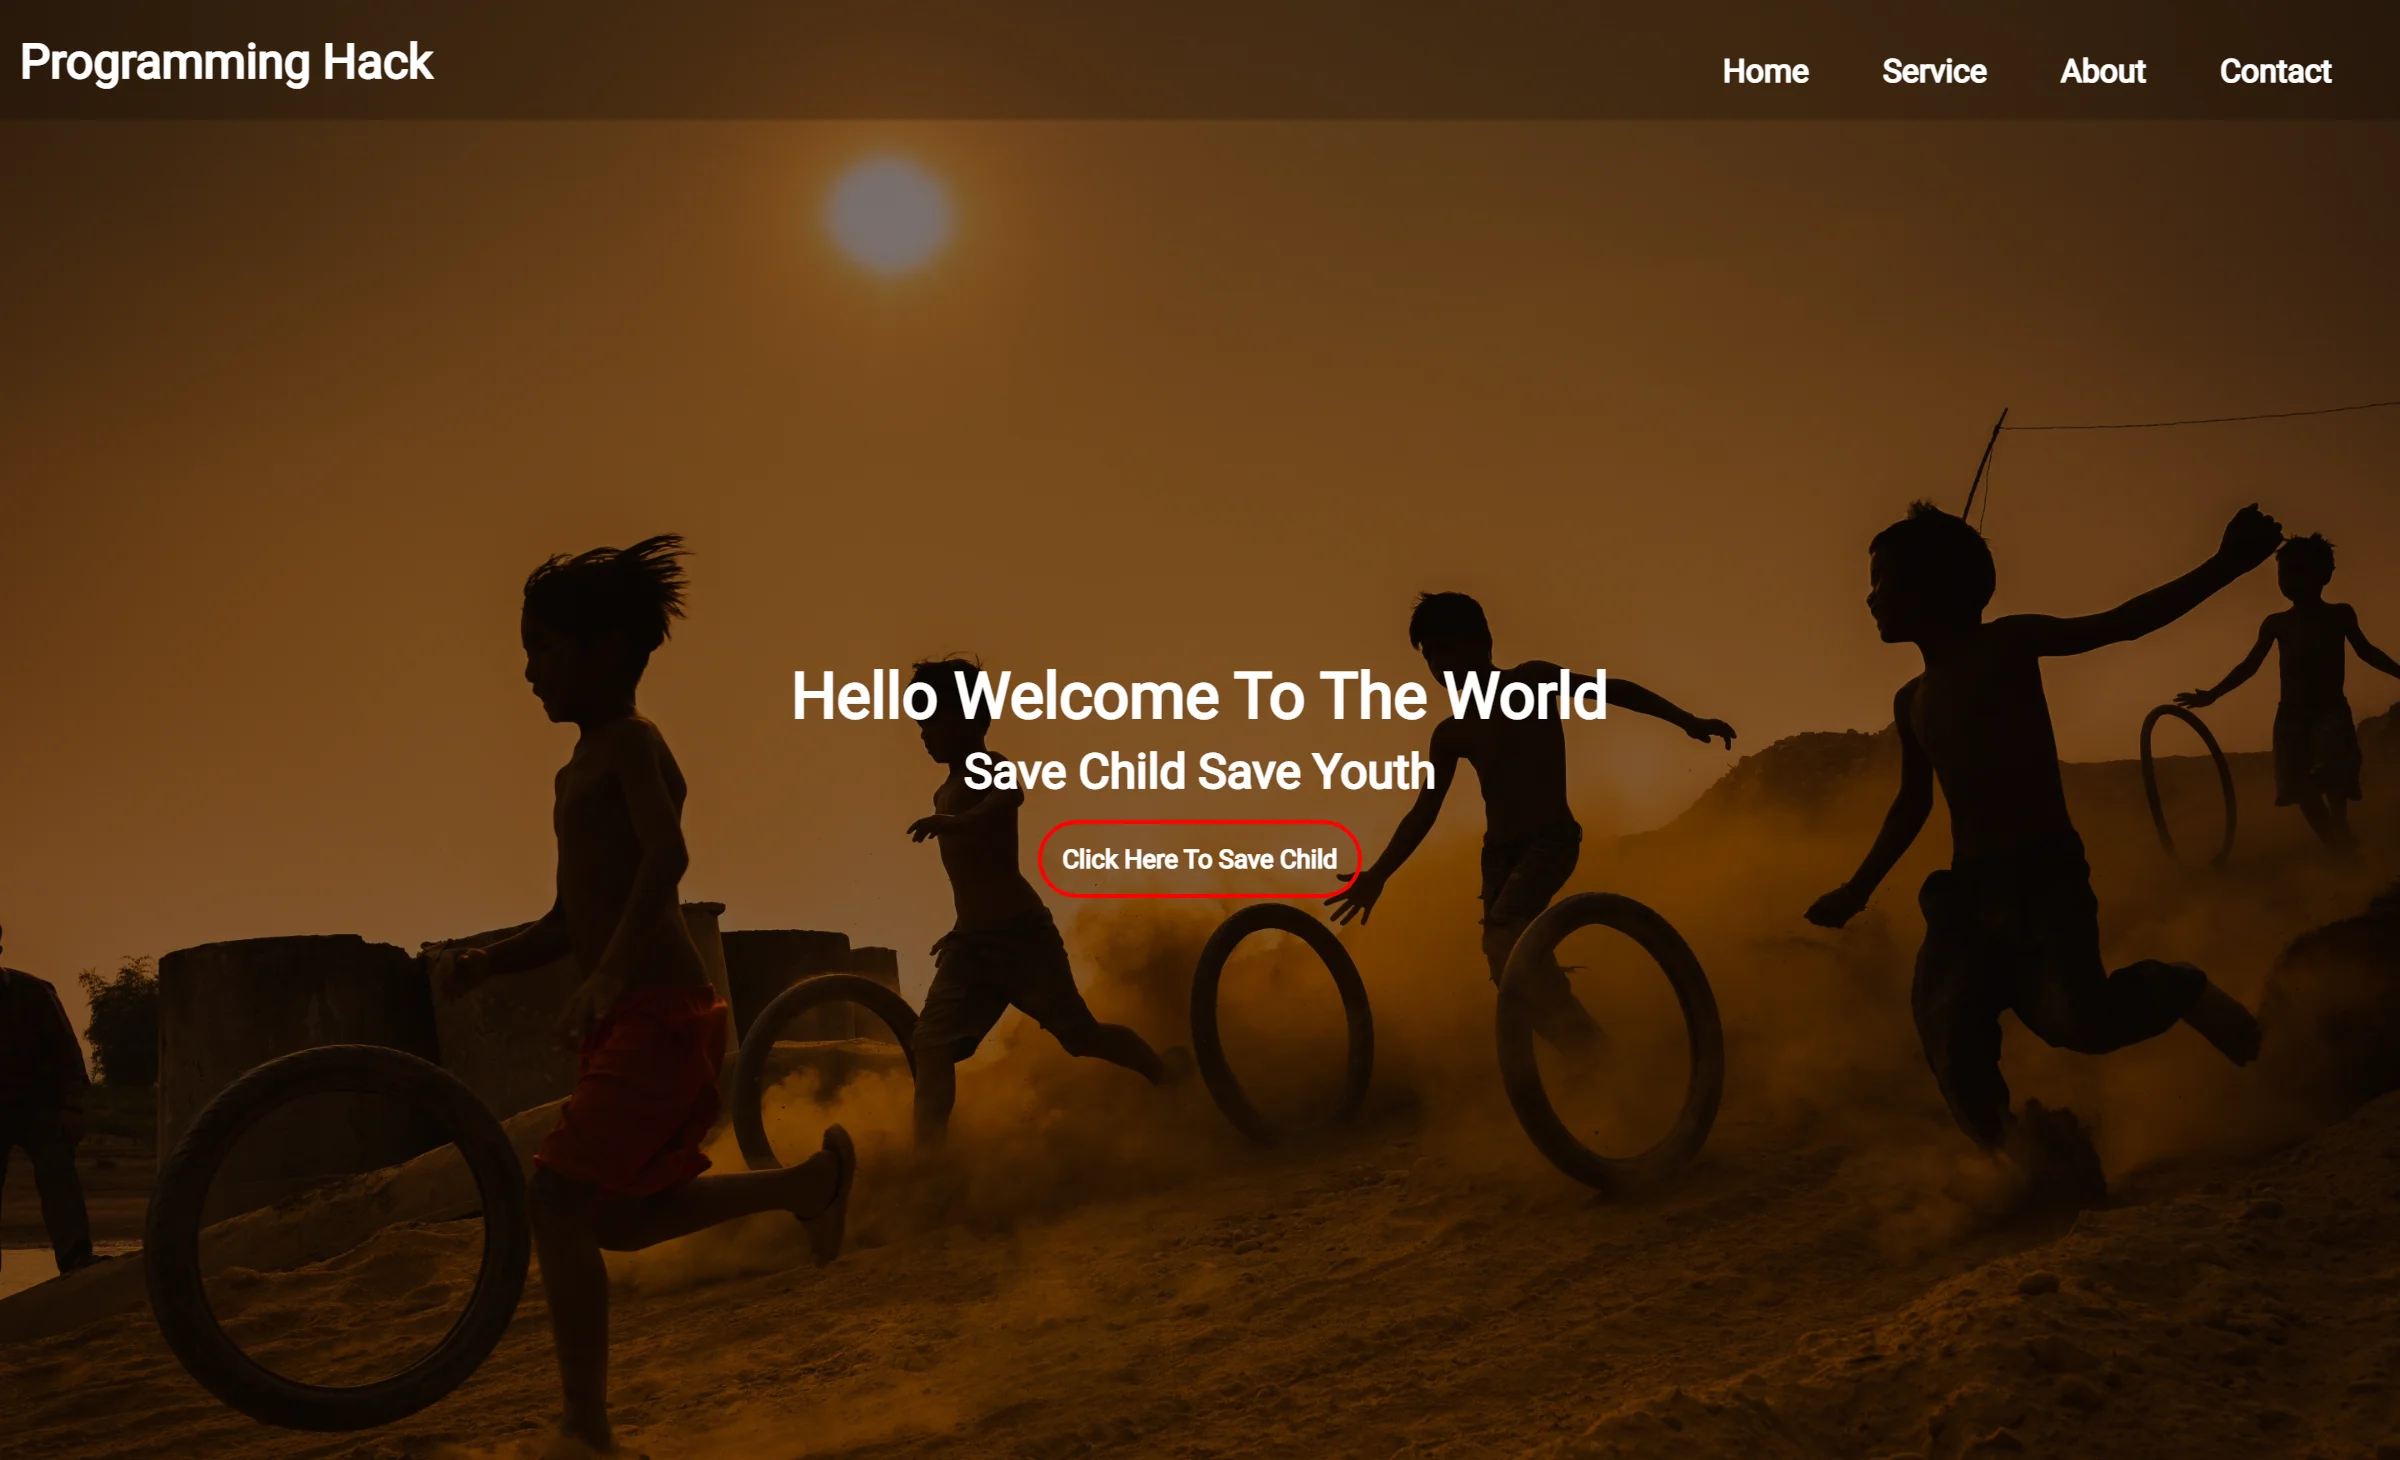 Programming Hack
Home Service About Contact
Hello Welcome To The World
Save Child Save Youth
Click Here To Save Child